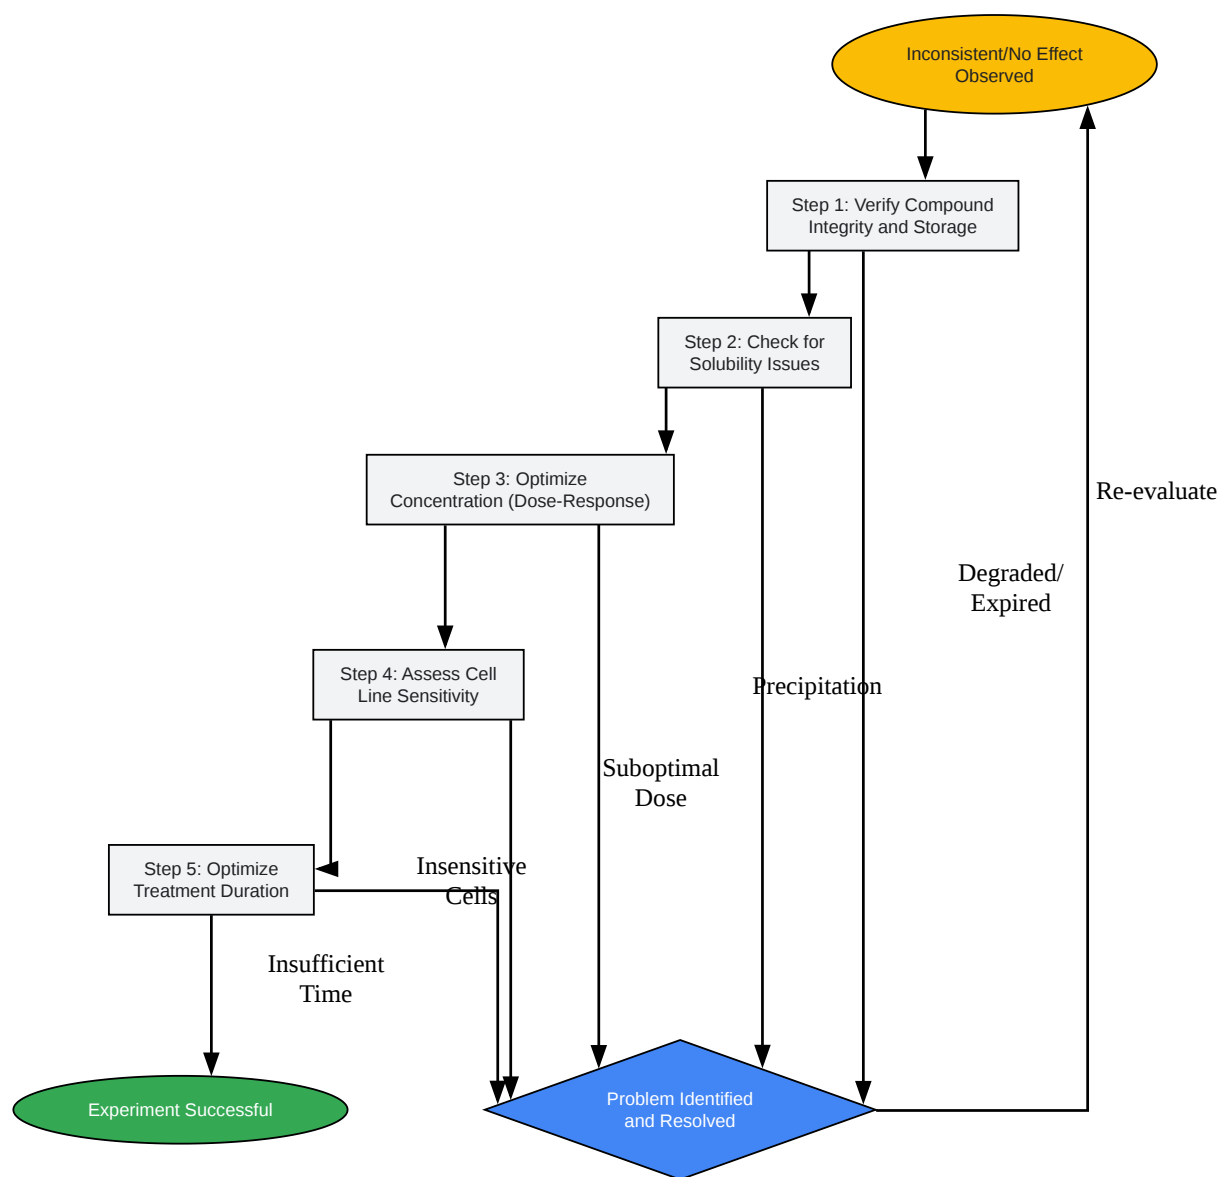 Inconsistent/No Effect
Observed
Step 1: Verify Compound
Integrity and Storage
Step 2: Check for
Solubility Issues
Step 3: Optimize
Concentration (Dose-Response)
Re-evaluate
Degraded/
Expired
Step 4: Assess Cell
Line Sensitivity
Precipitation
Suboptimal
Dose
Step 5: Optimize
Treatment Duration
Insensitive
Cells
Insufficient
Time
Experiment Successful
Problem Identified
and Resolved